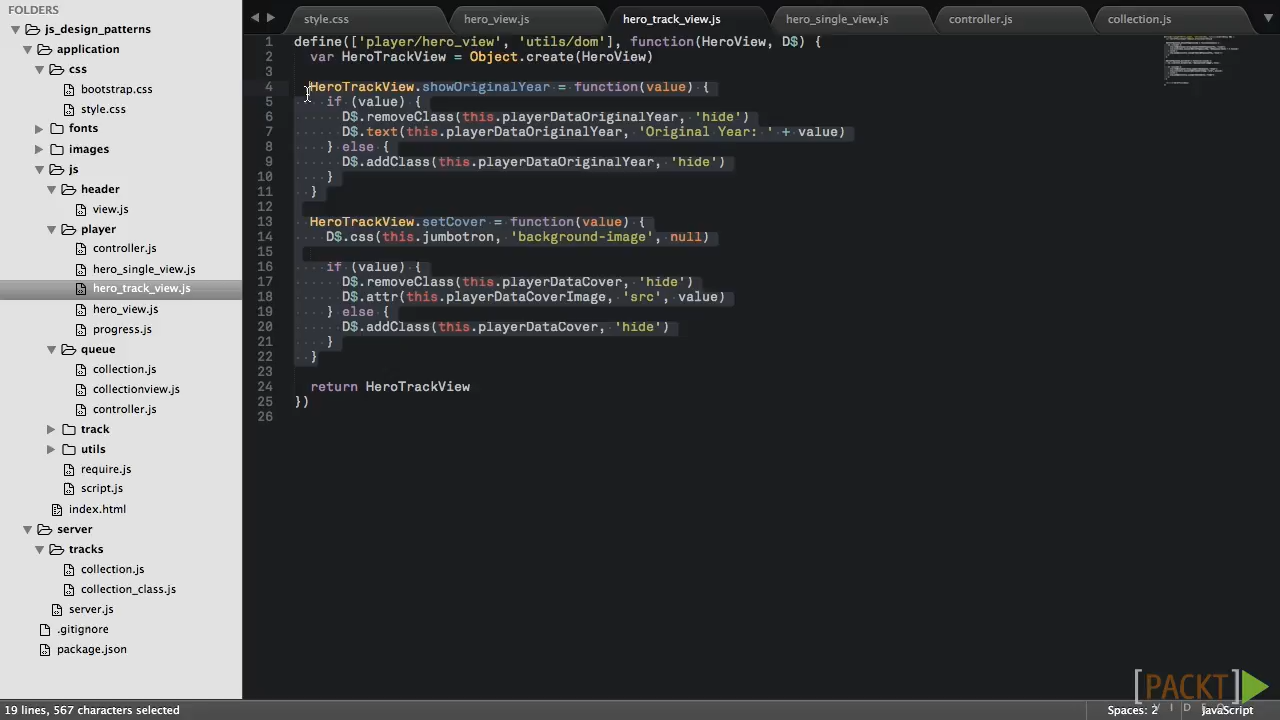 FOLDERS
js_design_patterns
application
css
bootstrap.css
style.css
fonts
images
js
header
view.js
player
controller.js
hero_single_view.js
hero_track_view.js
hero_view.js
progress.js
queue
collection.js
collectionview.js
controller.js
track
utils
require.js
script.js
index.html
server
tracks
collection.js
collection_class.js
server.js
.gitignore
package.json
style.css hero_view.js hero_track_view.js hero_single_view.js controller.js collection.js
1 define(['player/hero_view', 'utils/dom'], function(HeroView, D$) {
2 var HeroTrackView = Object.create(HeroView)
3
4 HeroTrackView.showOriginalYear = function(value) {
5 if (value) {
6 D$.removeClass(this.playerDataOriginalYear, 'hide')
7 D$.text(this.playerDataOriginalYear, 'Original Year: ' + value)
8 } else {
9 D$.addClass(this.playerDataOriginalYear, 'hide')
10 }
11 }
12
13 HeroTrackView.setCover = function(value) {
14 D$.css(this.jumbotron, 'background-image', null)
15
16 if (value) {
17 D$.removeClass(this.playerDataCover, 'hide')
18 D$.attr(this.playerDataCoverImage, 'src', value)
19 } else {
20 D$.addClass(this.playerDataCover, 'hide')
21 }
22 }
23
24 return HeroTrackView
25 })
26
[PACKT]
VIDEO
19 lines, 567 characters selected
Spaces: 2 JavaScript